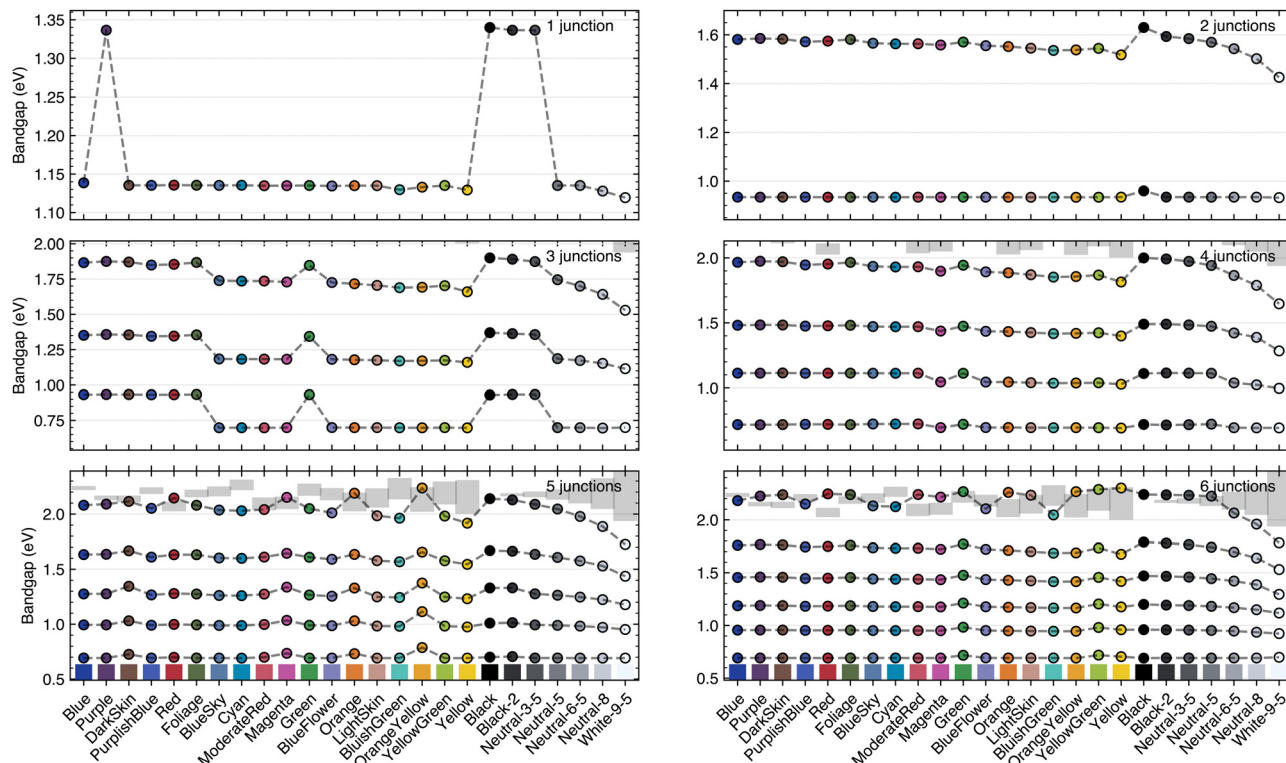 1 junction
1.35
1.30
1.25
1.20
1.15
1.10
Bandgap (eV)
2 junctions
1.6
1.4
1.2
1.0
3 junctions
2.00
1.75
1.50
1.25
1.00
0.75
Bandgap (eV)
4 junctions
2.0
1.5
1.0
5 junctions
2.0
1.5
1.0
0.5
Bandgap (eV)
6 junctions
2.0
1.5
1.0
0.5
Blue
Purple
DarkSkin
PurplishBlue
Red
Foliage
BlueSky
Cyan
ModerateRed
Magenta
Green
BlueFlower
Orange
LightSkin
BluishGreen
OrangeYellow
YellowGreen
Yellow
Black
Black-2
Neutral-3-5
Neutral-5
Neutral-6-5
Neutral-8
White-9-5
Blue
Purple
DarkSkin
PurplishBlue
Red
Foliage
BlueSky
Cyan
ModerateRed
Magenta
Green
BlueFlower
Orange
LightSkin
BluishGreen
OrangeYellow
YellowGreen
Yellow
Black
Black-2
Neutral-3-5
Neutral-5
Neutral-6-5
Neutral-8
White-9-5